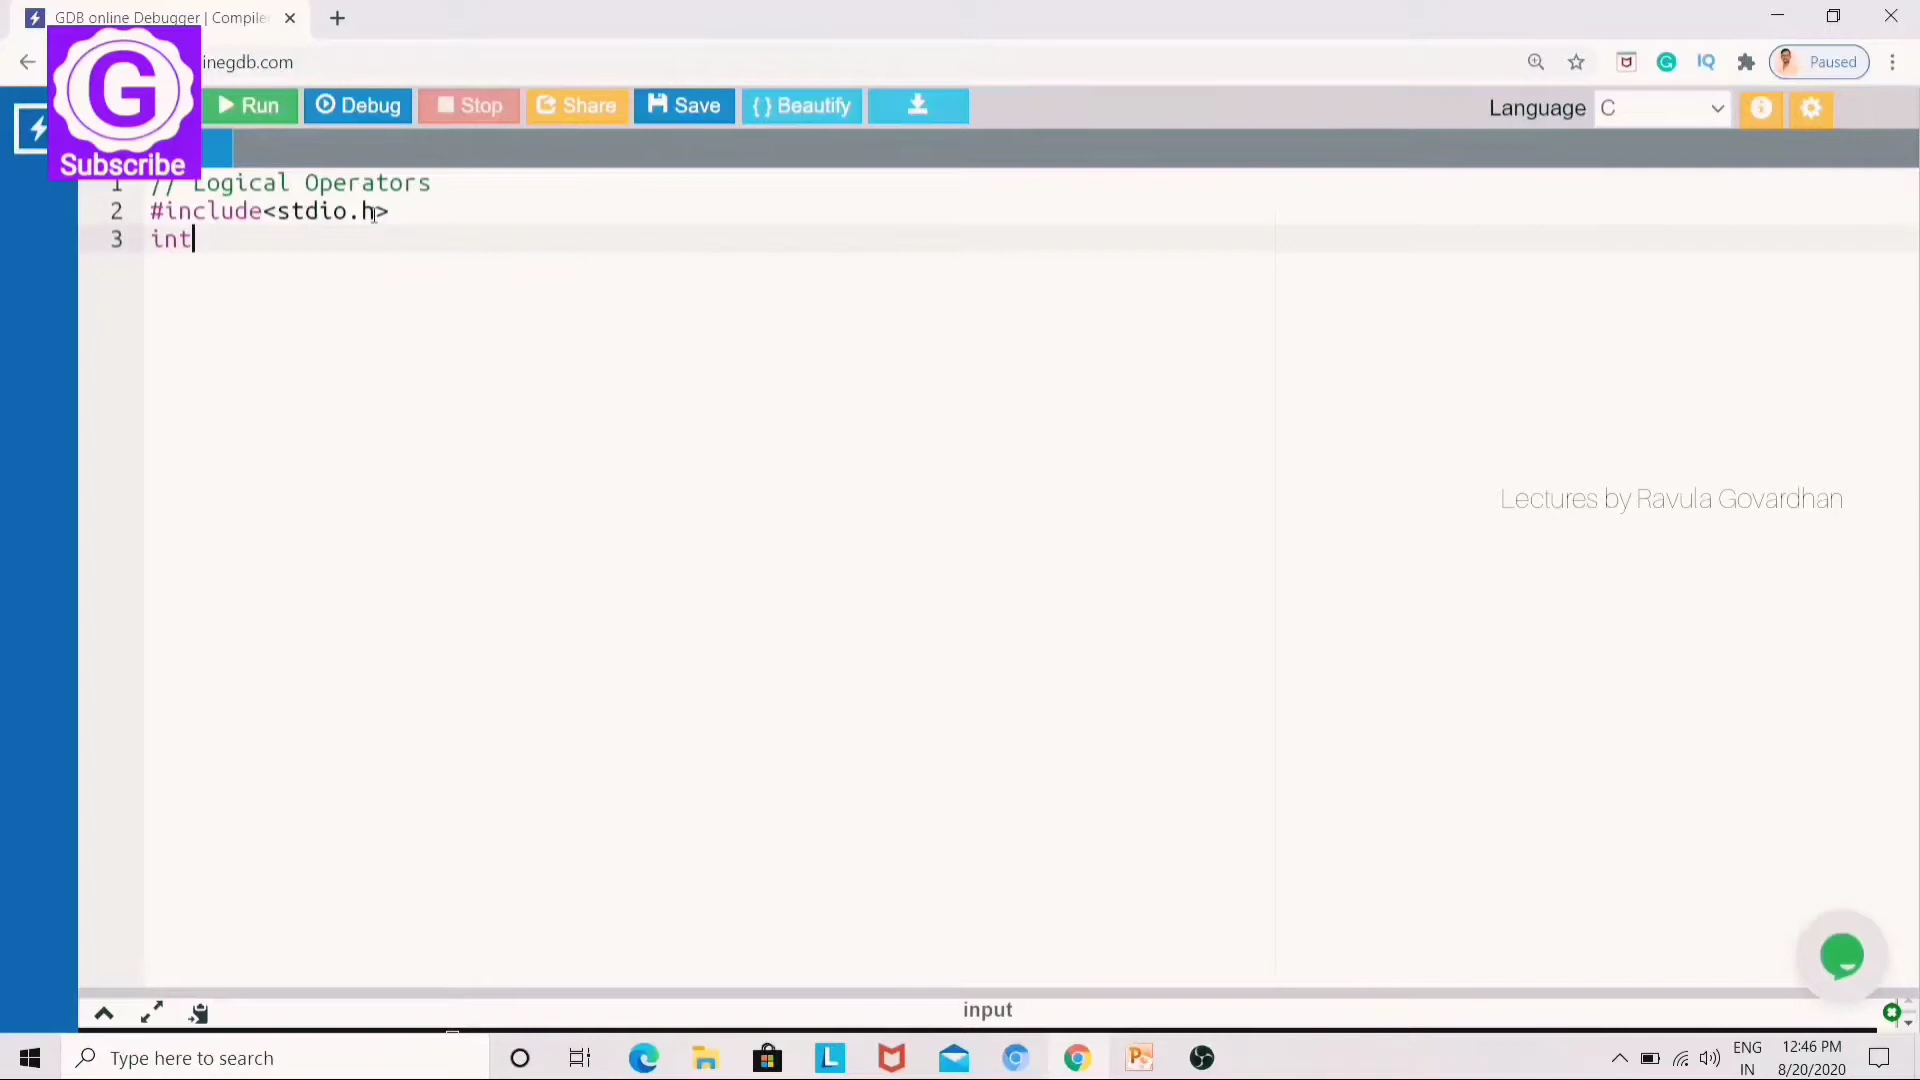 GDB online Debugger | Compile
inegdb.com
Paused
G
Subscribe
Run
Debug
Stop
Share
Save
{ } Beautify
Language
C
1 // Logical Operators
2 #include<stdio.h>
3 int
Lectures by Ravula Govardhan
input
Type here to search
ENG
IN
12:46 PM
8/20/2020